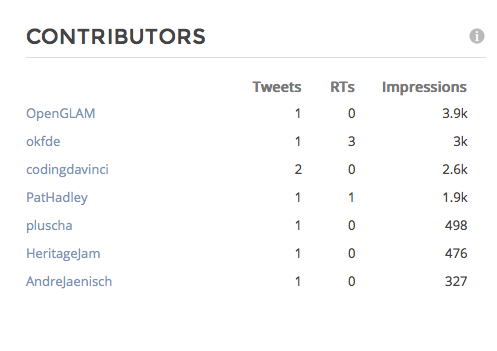 CONTRIBUTORS
Tweets RTs Impressions
OpenGLAM 1 0 3.9k
okfde 1 3 3k
codingdavinci 2 0 2.6k
PatHadley 1 1 1.9k
pluscha 1 0 498
HeritageJam 1 0 476
AndreJaenisch 1 0 327